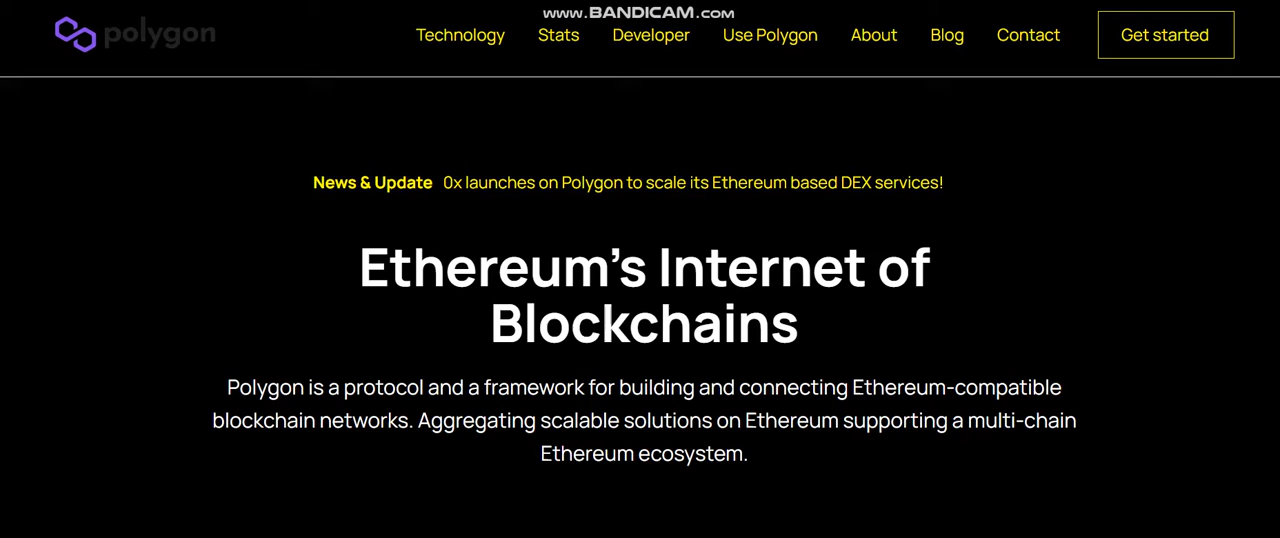 www.BANDICAM.com
polygon
Technology Stats Developer Use Polygon About Blog Contact Get started
News & Update 0x launches on Polygon to scale its Ethereum based DEX services!
Ethereum's Internet of
Blockchains
Polygon is a protocol and a framework for building and connecting Ethereum-compatible
blockchain networks. Aggregating scalable solutions on Ethereum supporting a multi-chain
Ethereum ecosystem.